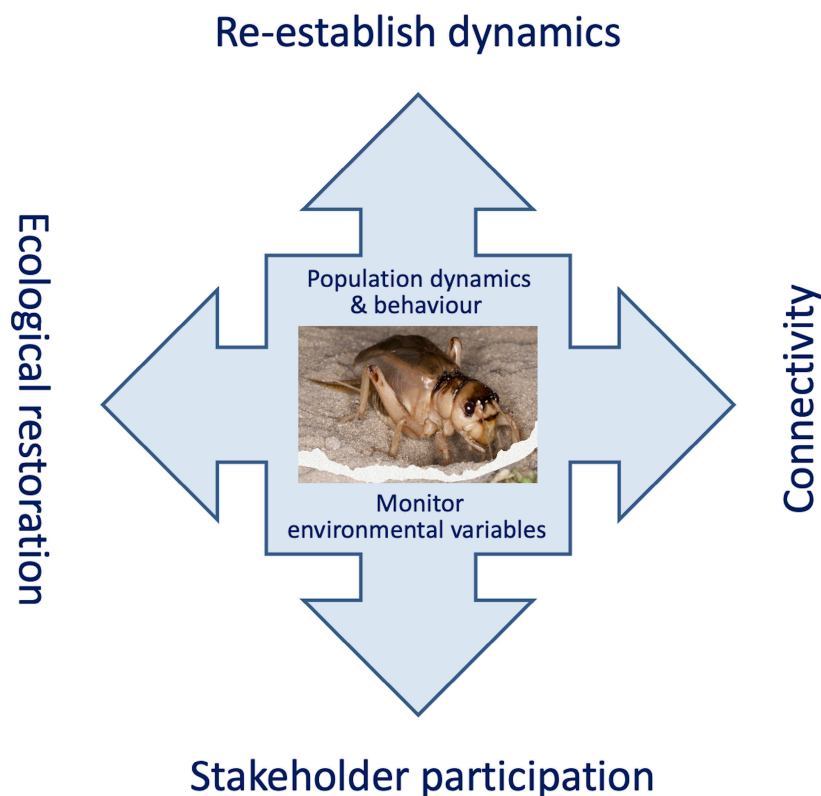 Re-establish dynamics
Ecological restoration
Population dynamics
& behaviour
Connectivity
Monitor
environmental variables
Stakeholder participation